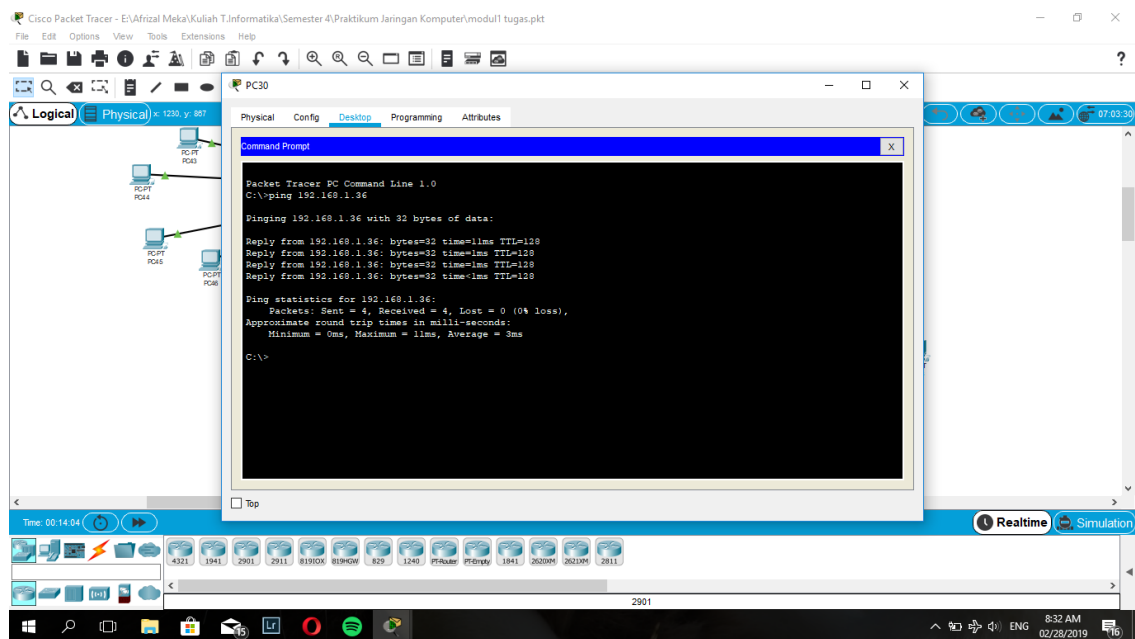 Cisco Packet Tracer - E:\Afrizal Meka\Kuliah T.Informatika\Semester 4\Praktikum Jaringan Komputer\modul1 tugas.pkt
File Edit Options View Tools Extensions Help
?
Logical Physical x: 1230, y: 867
07:03:30
PC-PT
PC43
PC-PT
PC44
PC-PT
PC45
PC-PT
PC46
PC30
Physical Config Desktop Programming Attributes
Command Prompt
X
Packet Tracer PC Command Line 1.0
C:\>ping 192.168.1.36
Pinging 192.168.1.36 with 32 bytes of data:
Reply from 192.168.1.36: bytes=32 time=11ms TTL=128
Reply from 192.168.1.36: bytes=32 time=1ms TTL=128
Reply from 192.168.1.36: bytes=32 time=1ms TTL=128
Reply from 192.168.1.36: bytes=32 time<1ms TTL=128
Ping statistics for 192.168.1.36:
Packets: Sent = 4, Received = 4, Lost = 0 (0% loss),
Approximate round trip times in milli-seconds:
Minimum = 0ms, Maximum = 11ms, Average = 3ms
C:\>
Top
Time: 00:14:04
Realtime Simulation
4321 1941 2901 2911 819IOX 819HGW 829 1240 PT-Router PT-Empty 1841 2620XM 2621XM 2811
2901
15
Lr
ENG
8:32 AM
02/28/2019
16